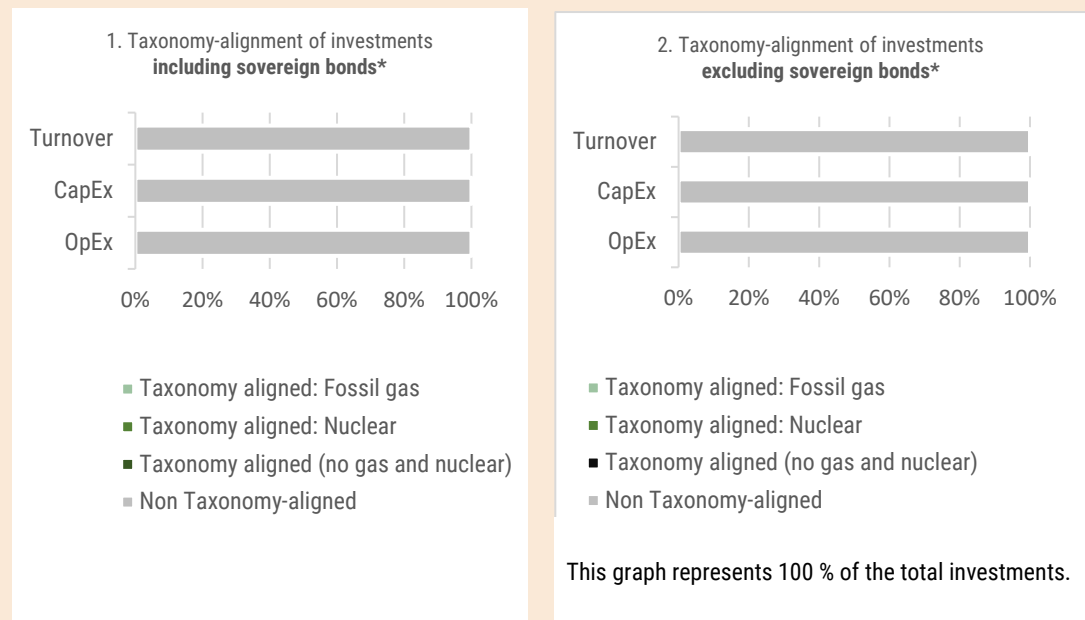 1. Taxonomy-alignment of investments
including sovereign bonds*
Turnover
CapEx
OpEx
0% 20% 40% 60% 80% 100%
Taxonomy aligned: Fossil gas
Taxonomy aligned: Nuclear
Taxonomy aligned (no gas and nuclear)
Non Taxonomy-aligned
2. Taxonomy-alignment of investments
excluding sovereign bonds*
Turnover
CapEx
OpEx
0% 20% 40% 60% 80% 100%
Taxonomy aligned: Fossil gas
Taxonomy aligned: Nuclear
Taxonomy aligned (no gas and nuclear)
Non Taxonomy-aligned
This graph represents 100 % of the total investments.